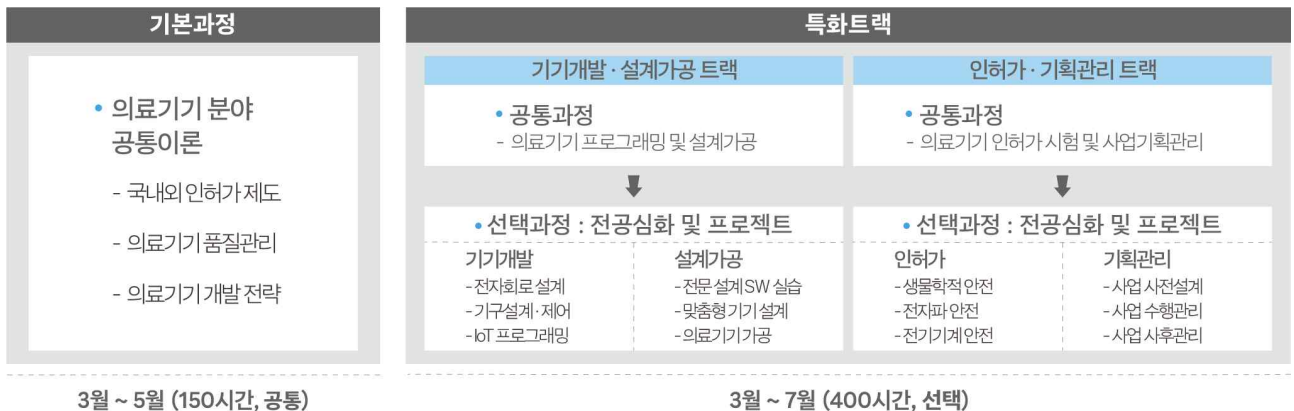 기본과정
• 의료기기 분야
공통이론
- 국내외 인허가 제도
- 의료기기 품질관리
- 의료기기 개발 전략
3월 ~ 5월 (150시간, 공통)
특화트랙
기기개발 · 설계가공 트랙
• 공통과정
- 의료기기 프로그래밍 및 설계가공
• 선택과정 : 전공심화 및 프로젝트
기기개발
- 전자회로 설계
- 기구설계 · 제어
- IoT 프로그래밍
설계가공
- 전문 설계 SW 실습
- 맞춤형 기기 설계
- 의료기기 가공
인허가 · 기획관리 트랙
• 공통과정
- 의료기기 인허가 시험 및 사업기획관리
• 선택과정 : 전공심화 및 프로젝트
인허가
- 생물학적 안전
- 전자파 안전
- 전기기계 안전
기획관리
- 사업 사전설계
- 사업 수행관리
- 사업 사후관리
3월 ~ 7월 (400시간, 선택)